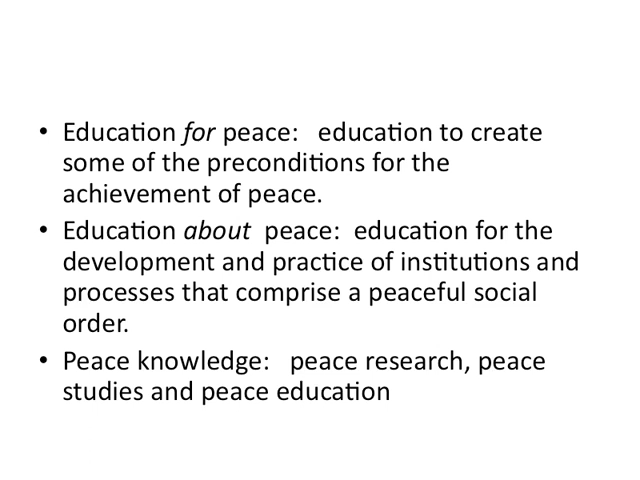 • Education for peace:   education to create
some of the preconditions for the
achievement of peace.
• Education about  peace:  education for the
development and practice of institutions and
processes that comprise a peaceful social
order.
• Peace knowledge:   peace research, peace
studies and peace education